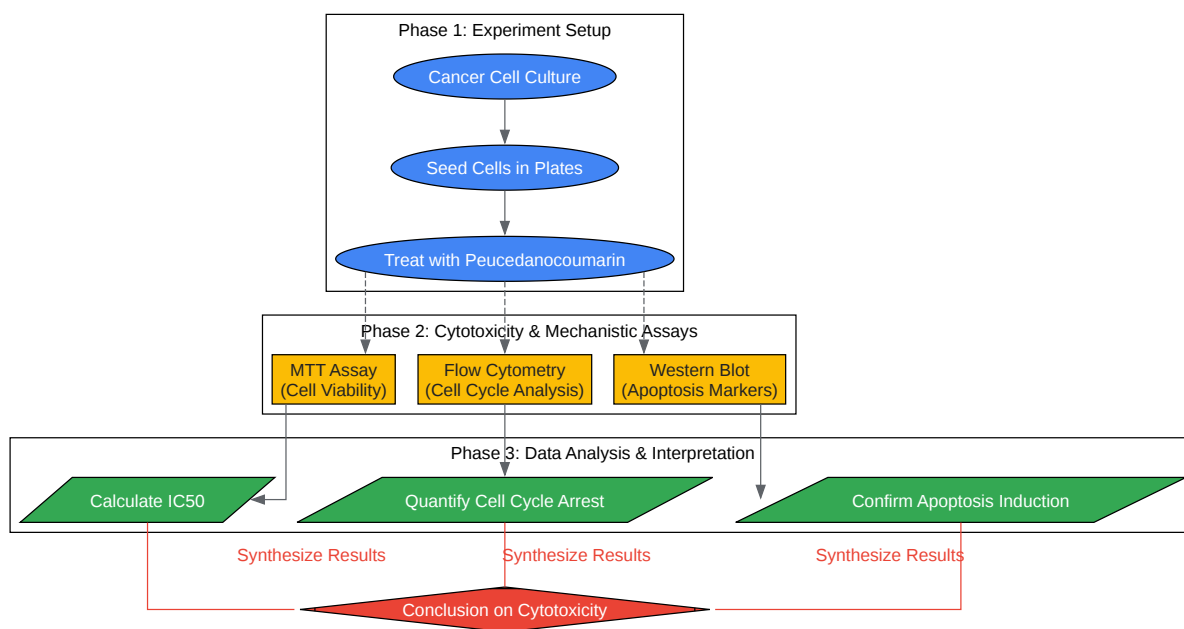 Phase 1: Experiment Setup
Cancer Cell Culture
Seed Cells in Plates
Treat with Peucedanocoumarin
Phase 2: Cytotoxicity & Mechanistic Assays
MTT Assay
(Cell Viability)
Flow Cytometry
(Cell Cycle Analysis)
Western Blot
(Apoptosis Markers)
Phase 3: Data Analysis & Interpretation
Calculate IC50
Quantify Cell Cycle Arrest
Confirm Apoptosis Induction
Synthesize Results
Synthesize Results
Synthesize Results
Conclusion on Cytotoxicity